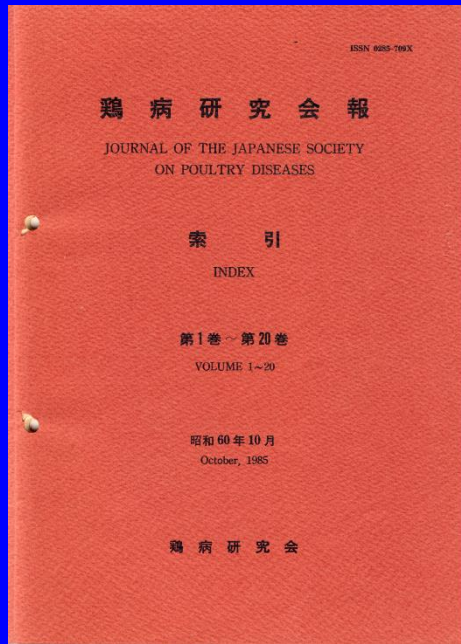 ISSN 0285-709X
鶏病研究会報
JOURNAL OF THE JAPANESE SOCIETY
ON POULTRY DISEASES
索引
INDEX
第1巻~第20巻
VOLUME 1~20
昭和60年10月
October, 1985
鶏病研究会